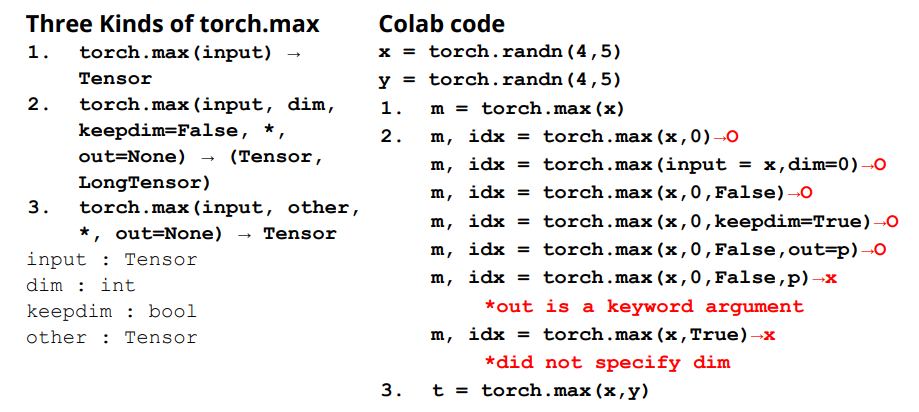 Three Kinds of torch.max
1. torch.max(input) →
Tensor
2. torch.max(input, dim,
keepdim=False, *,
out=None) → (Tensor,
LongTensor)
3. torch.max(input, other,
*, out=None) → Tensor
input : Tensor
dim : int
keepdim : bool
other : Tensor
Colab code
x = torch.randn(4,5)
y = torch.randn(4,5)
1. m = torch.max(x)
2. m, idx = torch.max(x,0)→O
m, idx = torch.max(input = x,dim=0)→O
m, idx = torch.max(x,0,False)→O
m, idx = torch.max(x,0,keepdim=True)→O
m, idx = torch.max(x,0,False,out=p)→O
m, idx = torch.max(x,0,False,p)→x
*out is a keyword argument
m, idx = torch.max(x,True)→x
*did not specify dim
3. t = torch.max(x,y)